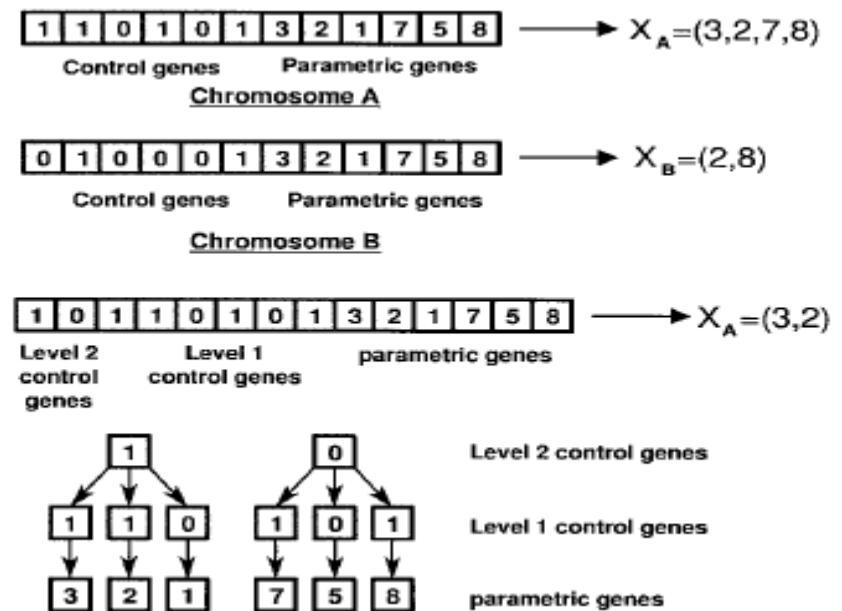 1 1 0 1 0 1 3 2 1 7 5 8 X_A=(3,2,7,8)
Control genes Parametric genes
Chromosome A
0 1 0 0 0 1 3 2 1 7 5 8 X_B=(2,8)
Control genes Parametric genes
Chromosome B
1 0 1 1 0 1 0 1 3 2 1 7 5 8 X_A=(3,2)
Level 2 Level 1 parametric genes
control control genes
genes
1 0 Level 2 control genes
1 1 0 1 0 1 Level 1 control genes
3 2 1 7 5 8 parametric genes